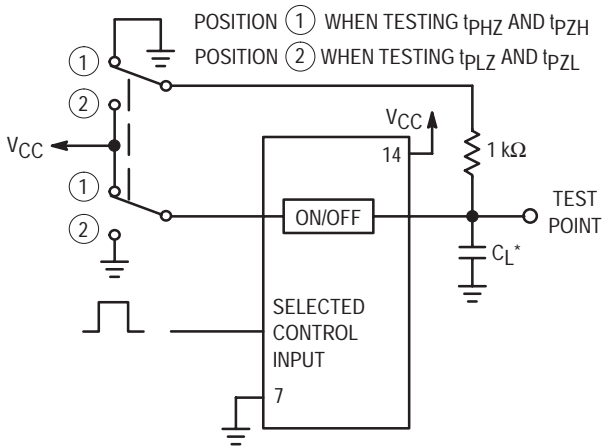 POSITION 1 WHEN TESTING tPHZ AND tPZH
POSITION 2 WHEN TESTING tPLZ AND tPZL
1
2
VCC
1
2
VCC
14
1 kΩ
ON/OFF
TEST
POINT
CL*
SELECTED
CONTROL
INPUT
7